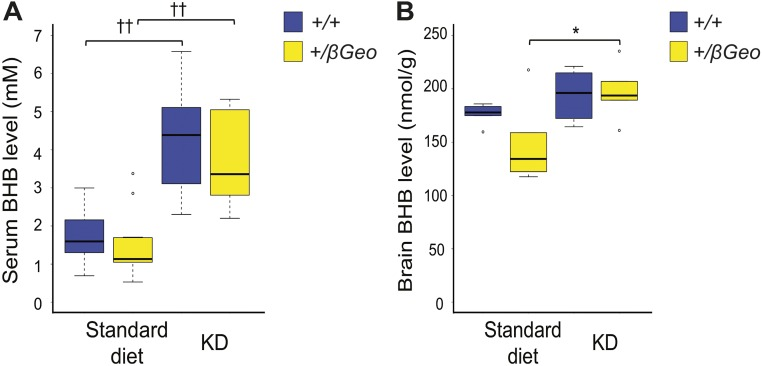 A
†† ††
+/+
+/βGeo
Serum BHB level (mM)
7
6
5
4
3
2
1
0
Standard diet
KD
B
*
+/+
+/βGeo
Brain BHB level (nmol/g)
250
200
150
100
50
0
Standard
diet
KD